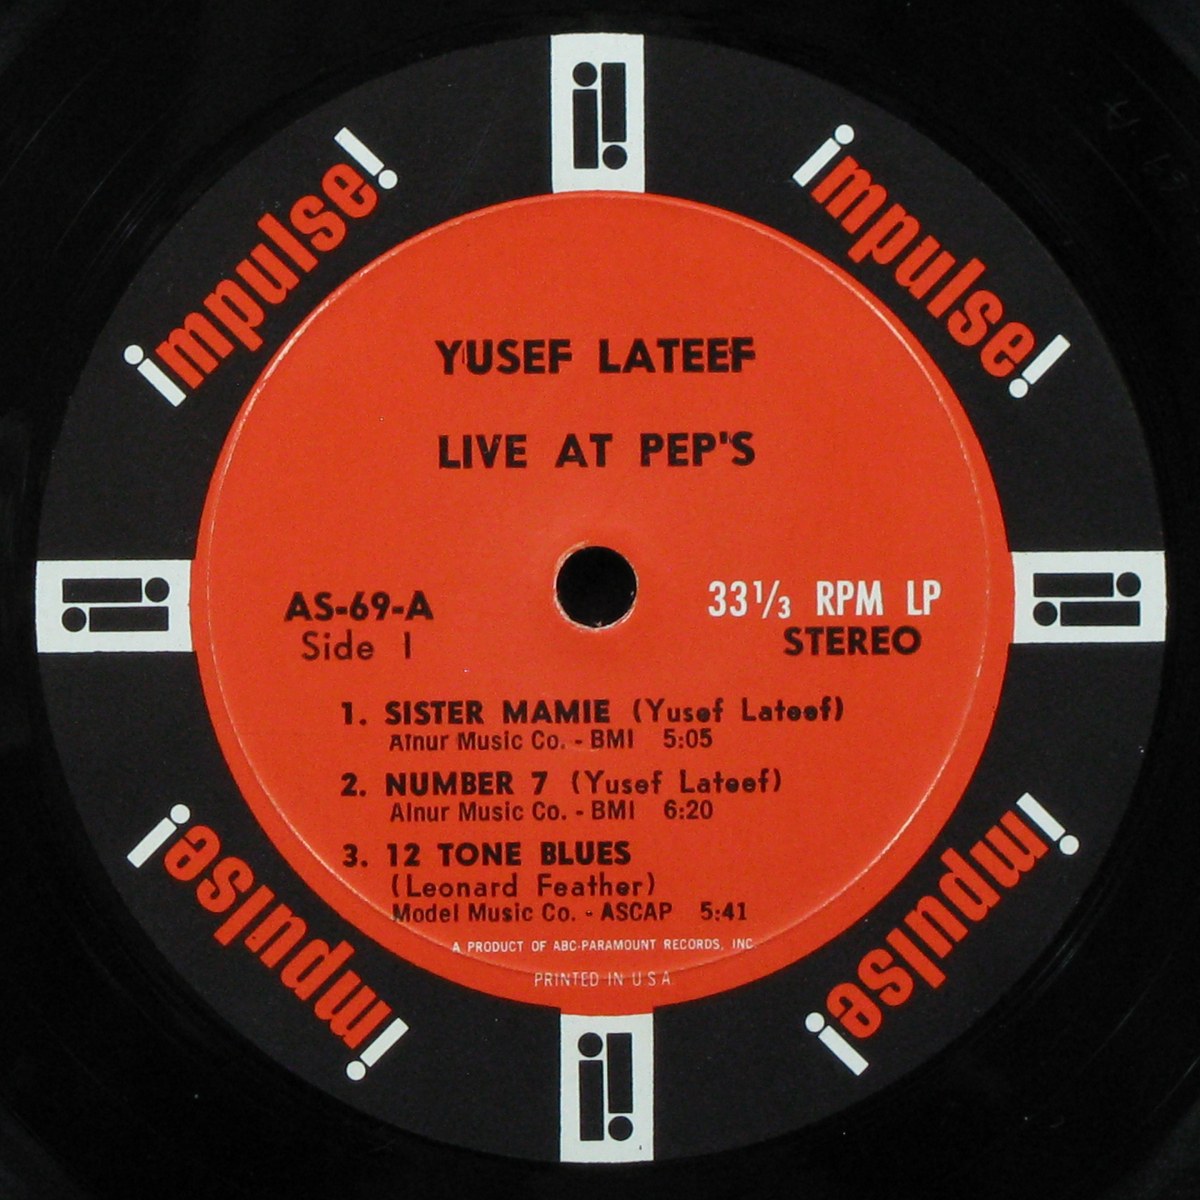 impulse!
impulse!
YUSEF LATEEF
LIVE AT PEP'S
AS-69-A
Side 1
33 1/3 RPM LP
STEREO
1. SISTER MAMIE (Yusef Lateef)
Alnur Music Co. - BMI 5:05
2. NUMBER 7 (Yusef Lateef)
Alnur Music Co. - BMI 6:20
3. 12 TONE BLUES
(Leonard Feather)
Model Music Co. - ASCAP 5:41
A PRODUCT OF ABC-PARAMOUNT RECORDS, INC.
PRINTED IN U S A
impulse!
impulse!